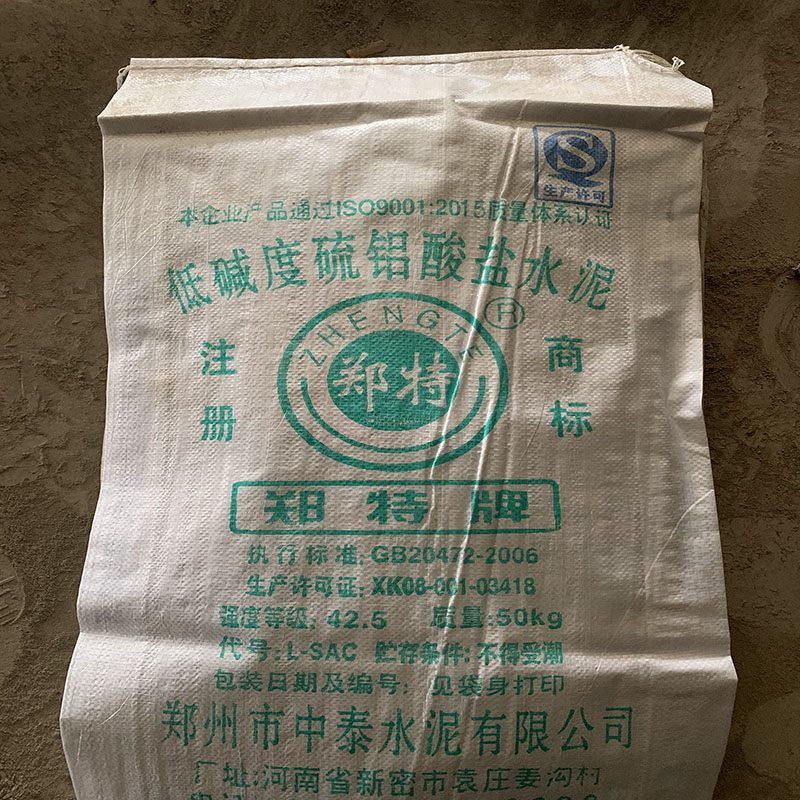 S
生产许可
本企业产品通过ISO9001:2015质量体系认证
低碱度硫铝酸盐水泥
ZHENGTE
®
注册
郑特
商标
郑特牌
执行标准:GB20472-2006
生产许可证:XK08-001-03418
强度等级:42.5 质量:50kg
代号:L-SAC 贮存条件:不得受潮
包装日期及编号:见袋身打印
郑州市中泰水泥有限公司
厂址:河南省新密市袁庄姜沟村